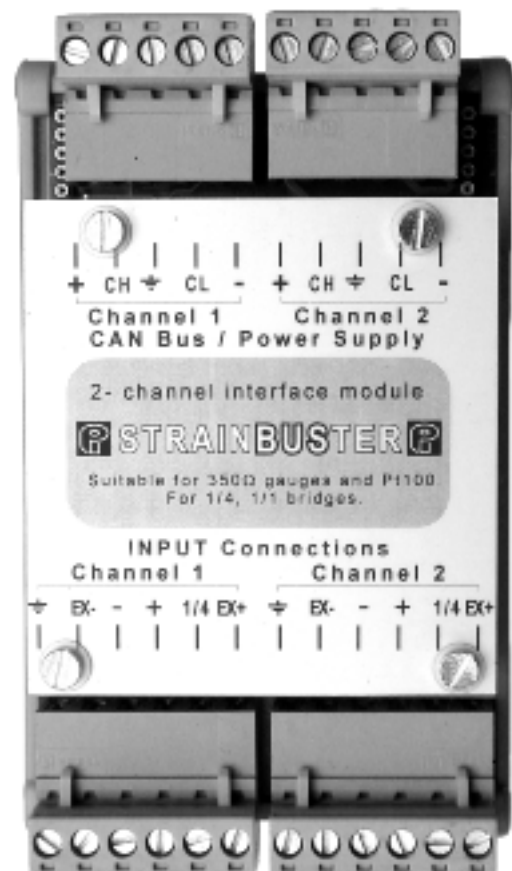 + CH ⏚ CL - + CH ⏚ CL -
Channel 1 Channel 2
CAN Bus / Power Supply
2- channel interface module
STRAINBUSTER
Suitable for 350Ω gauges and Pt100.
For 1/4, 1/1 bridges.
INPUT Connections
Channel 1 Channel 2
⏚ EX- - + 1/4 EX+ ⏚ EX- - + 1/4 EX+